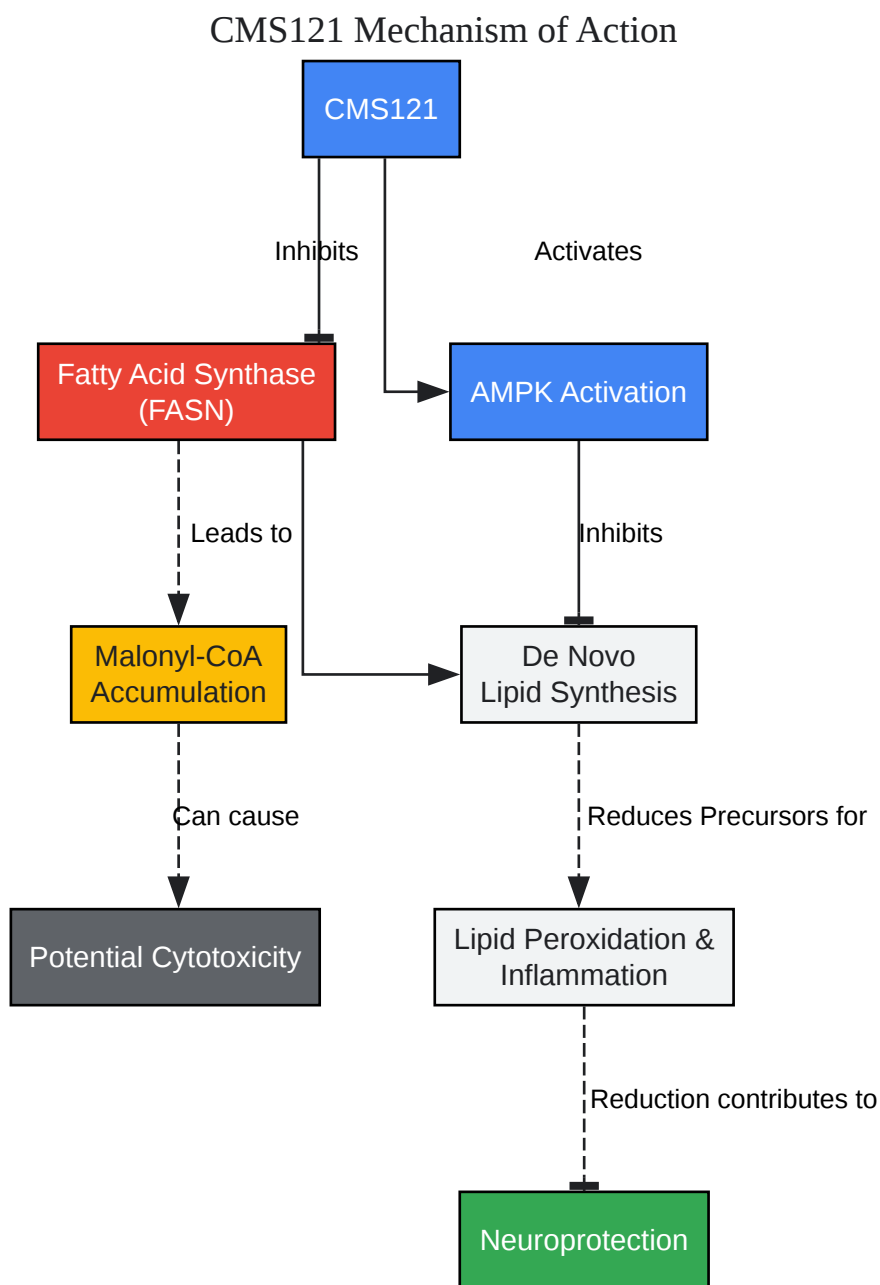 CMS121 Mechanism of Action
CMS121
Inhibits
Activates
Fatty Acid Synthase
(FASN)
AMPK Activation
Leads to
Inhibits
Malonyl-CoA
Accumulation
De Novo
Lipid Synthesis
Can cause
Reduces Precursors for
Potential Cytotoxicity
Lipid Peroxidation &
Inflammation
Reduction contributes to
Neuroprotection